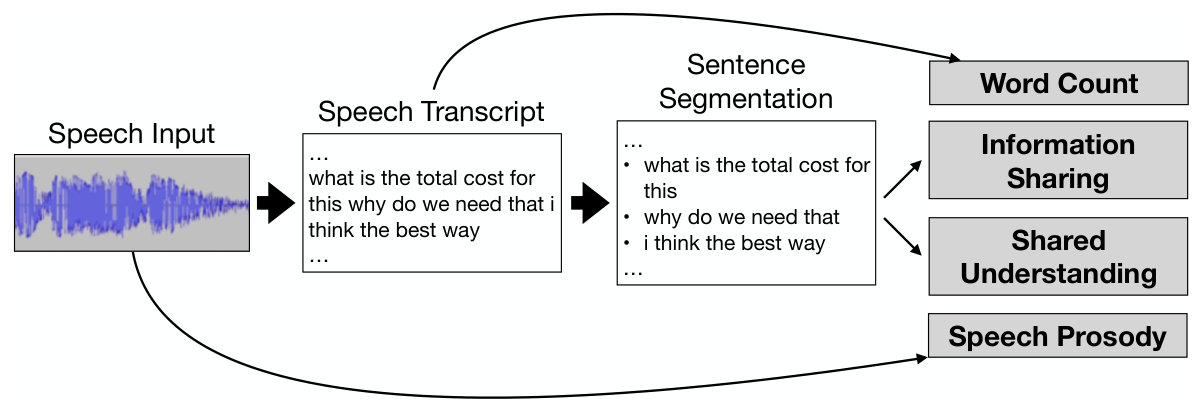 Speech Input
Speech Transcript
…
what is the total cost for
this why do we need that i
think the best way
…
Sentence
Segmentation
…
• what is the total cost for
this
• why do we need that
• i think the best way
…
Word Count
Information
Sharing
Shared
Understanding
Speech Prosody